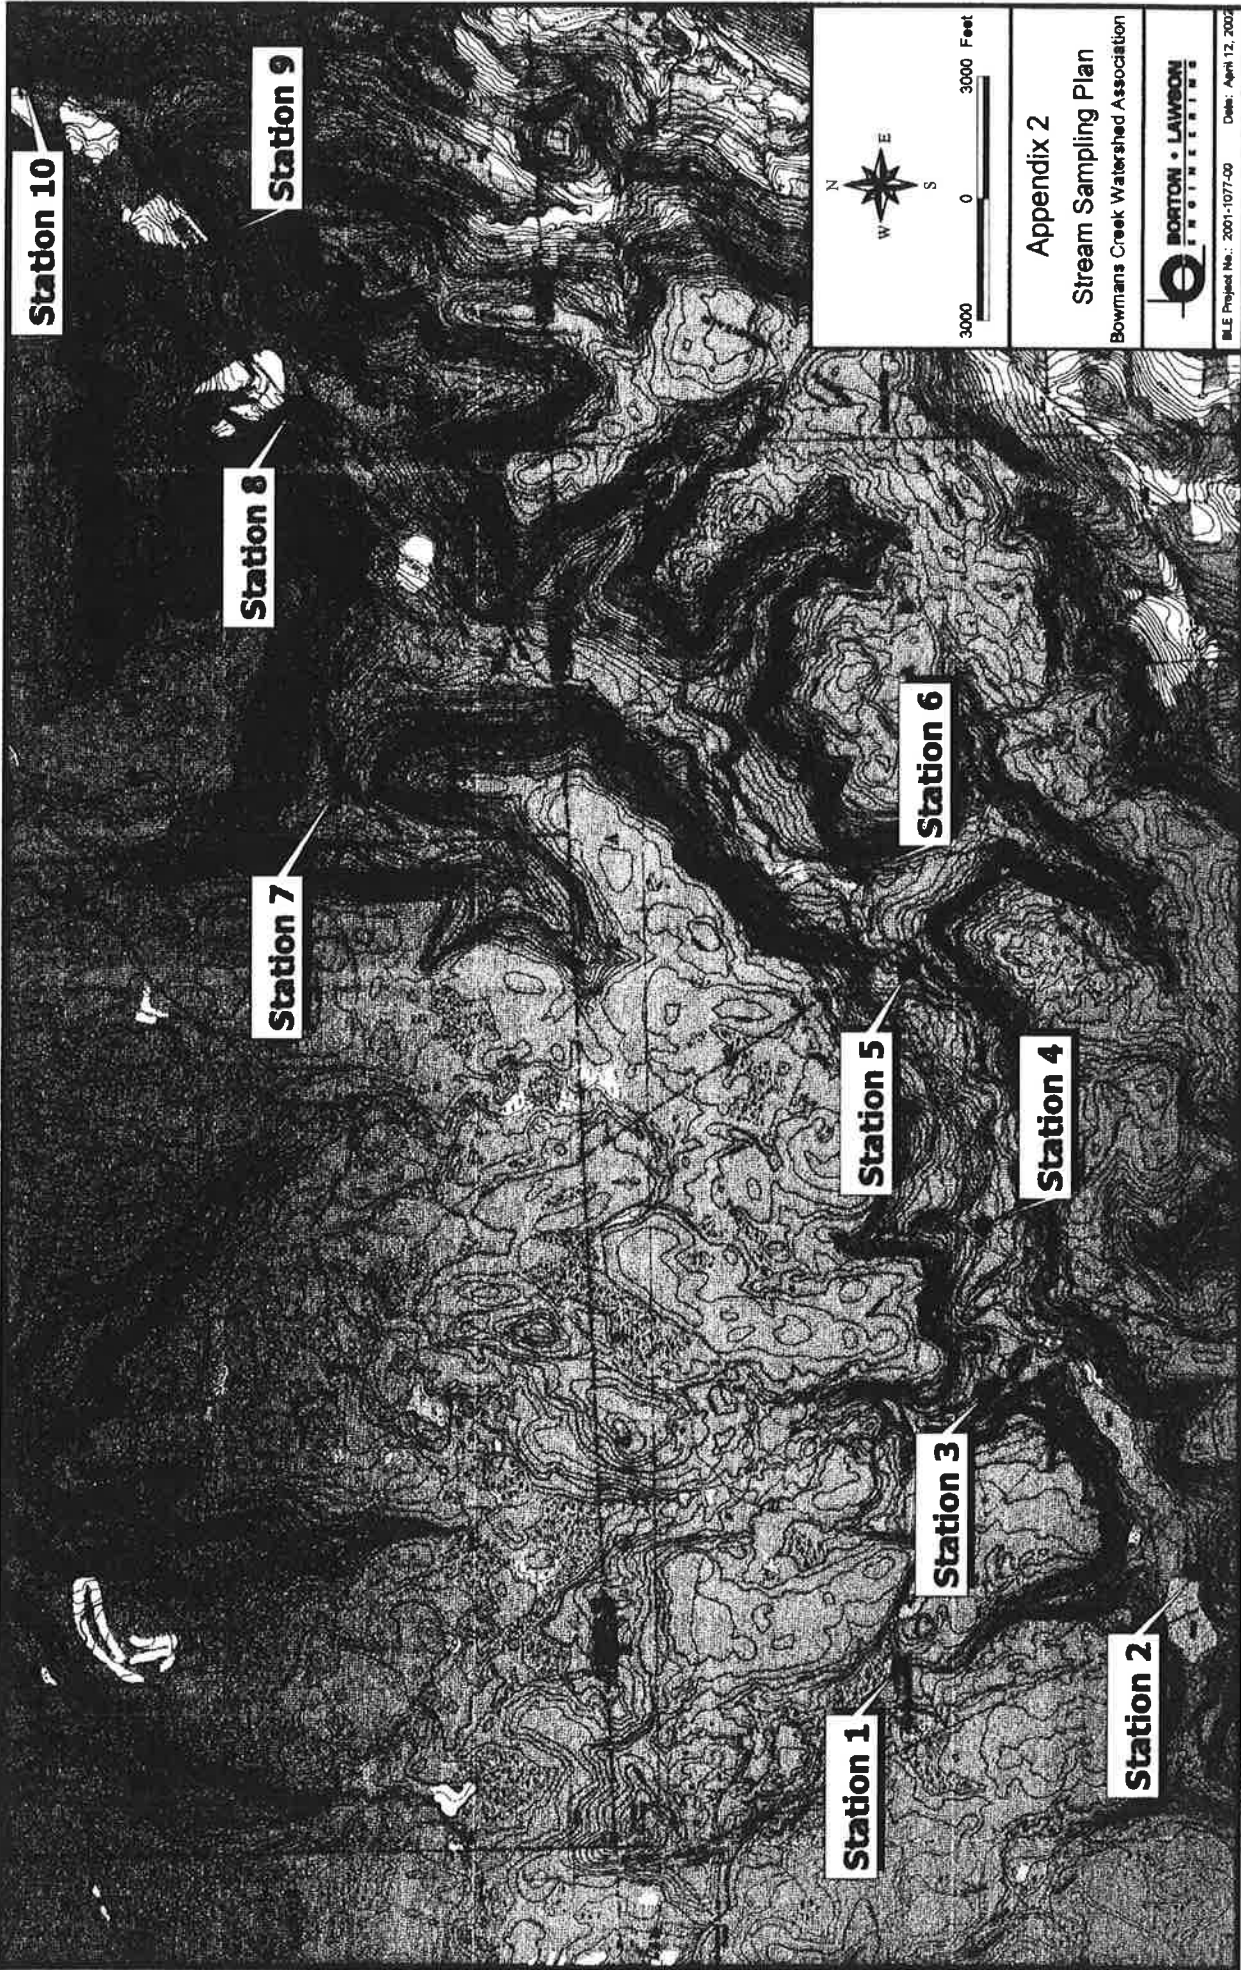 Station 10
Station 9
Station 8
Station 7
Station 6
Station 5
Station 4
Station 3
Station 2
Station 1
N
W
E
S
3000
0
3000 Feet
Appendix 2
Stream Sampling Plan
Bowmans Creek Watershed Association
BORTON • LAWSON
ENGINEERING
BLE Project No.: 2001-1077-00
Date: April 12, 2002